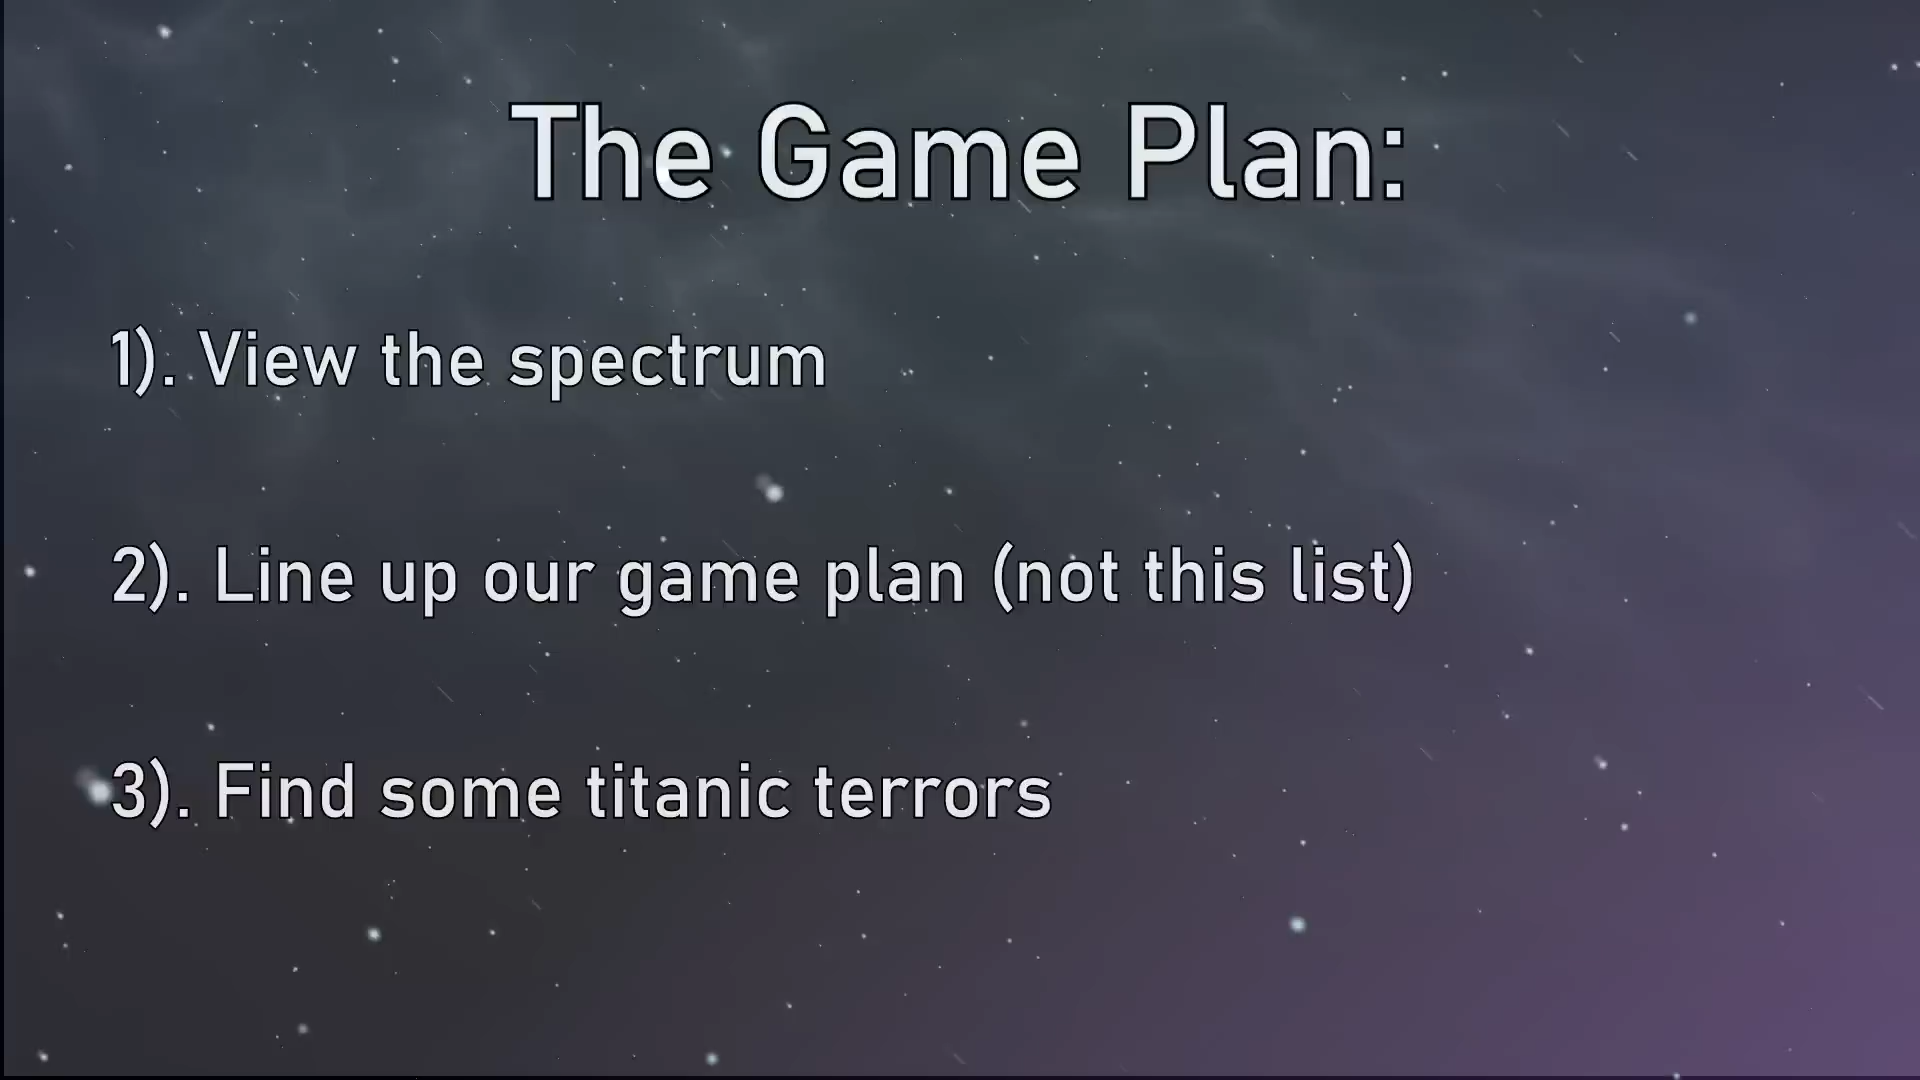 The Game Plan:
1). View the spectrum
2). Line up our game plan (not this list)
3). Find some titanic terrors